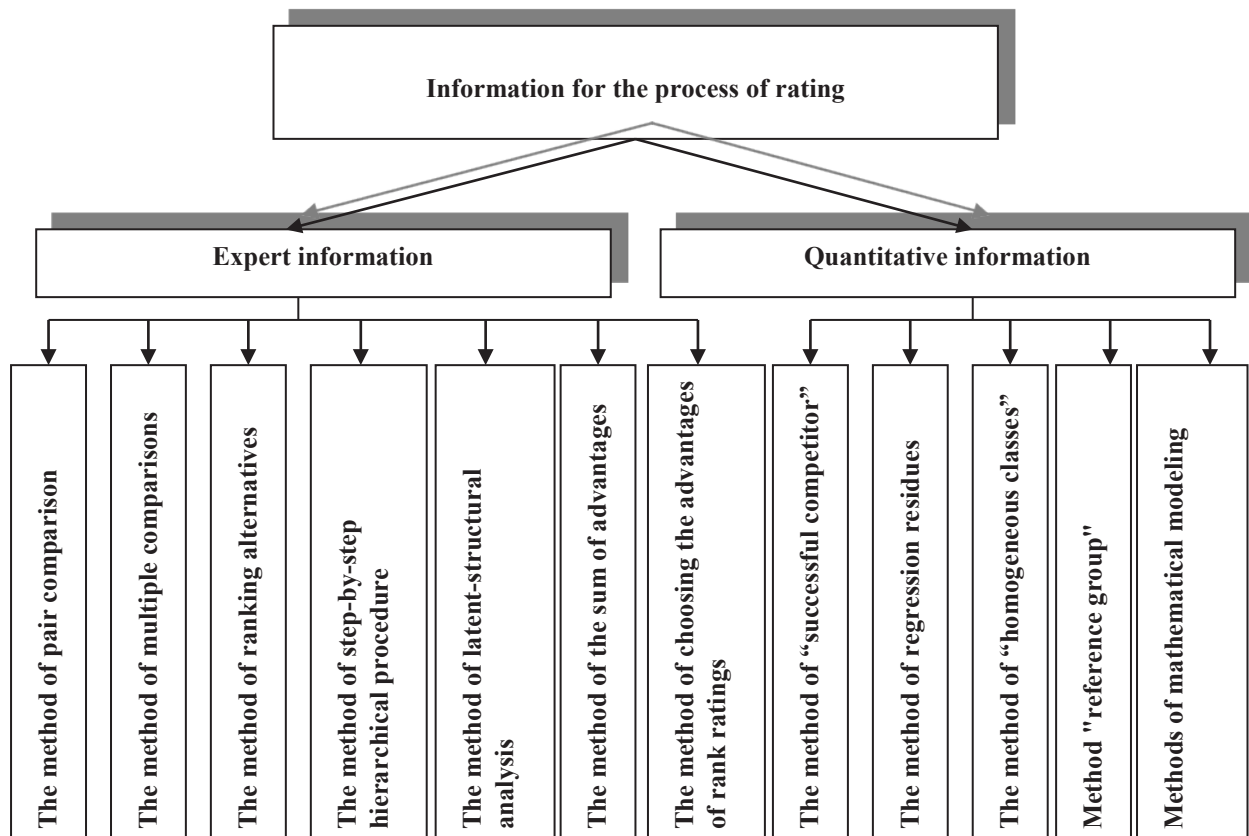 Information for the process of rating
Expert information
Quantitative information
The method of pair comparison
The method of multiple comparisons
The method of ranking alternatives
The method of step-by-step
hierarchical procedure
The method of latent-structural
analysis
The method of the sum of advantages
The method of choosing the advantages
of rank ratings
The method of “successful competitor”
The method of regression residues
The method of “homogeneous classes”
Method "reference group"
Methods of mathematical modeling